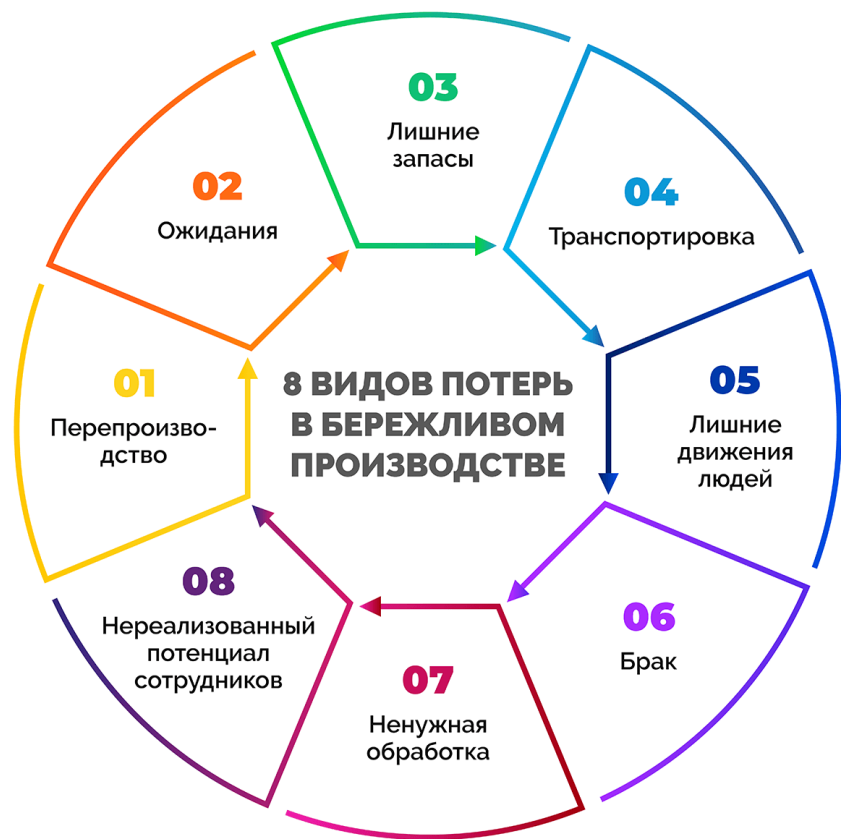 8 ВИДОВ ПОТЕРЬ
В БЕРЕЖЛИВОМ
ПРОИЗВОДСТВЕ
01
Перепроизво-
дство
02
Ожидания
03
Лишние
запасы
04
Транспортировка
05
Лишние
движения
людей
06
Брак
07
Ненужная
обработка
08
Нереализованный
потенциал
сотрудников